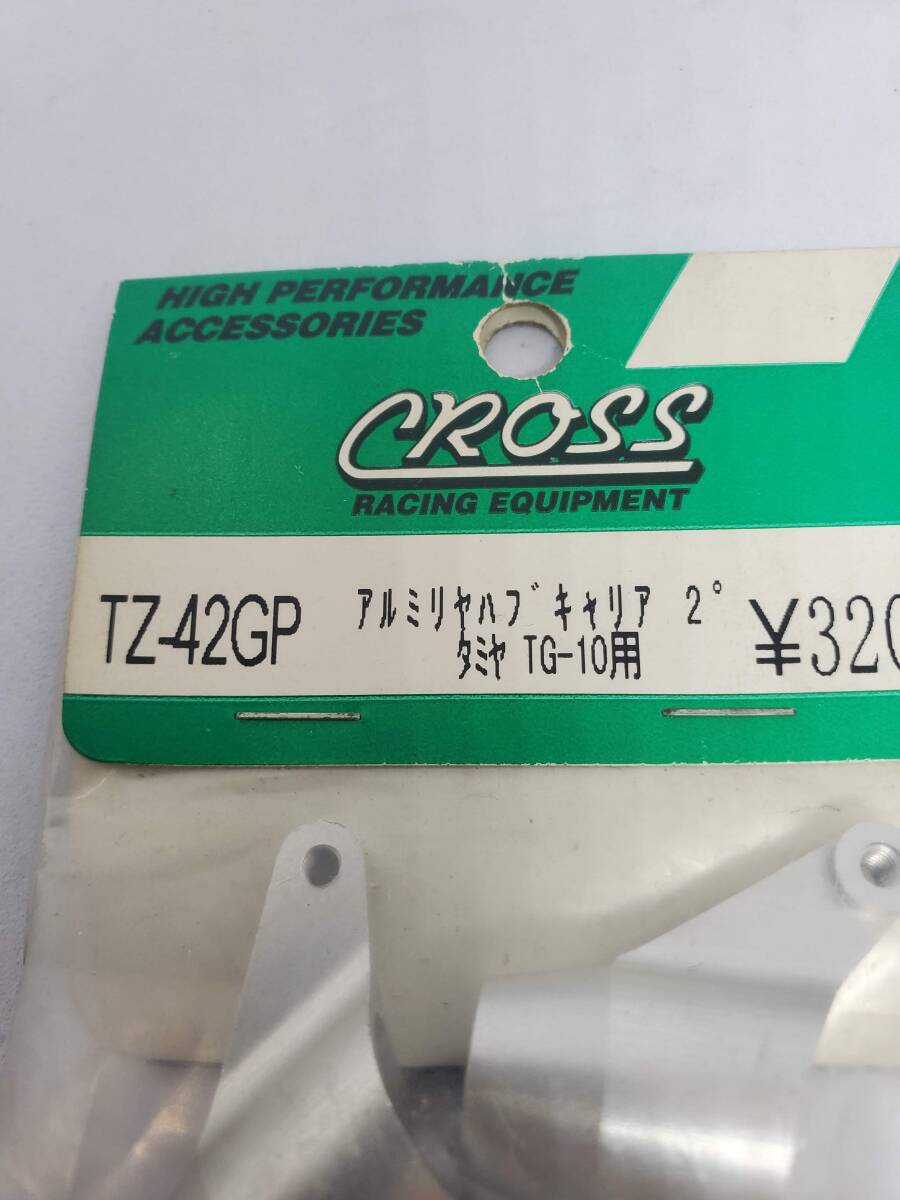 HIGH PERFORMANCE
ACCESSORIES
CROSS
RACING EQUIPMENT
TZ-42GP
ｱﾙﾐﾘﾔﾊﾌﾞｷｬﾘｱ 2°
ﾀﾐﾔ TG-10用
¥320